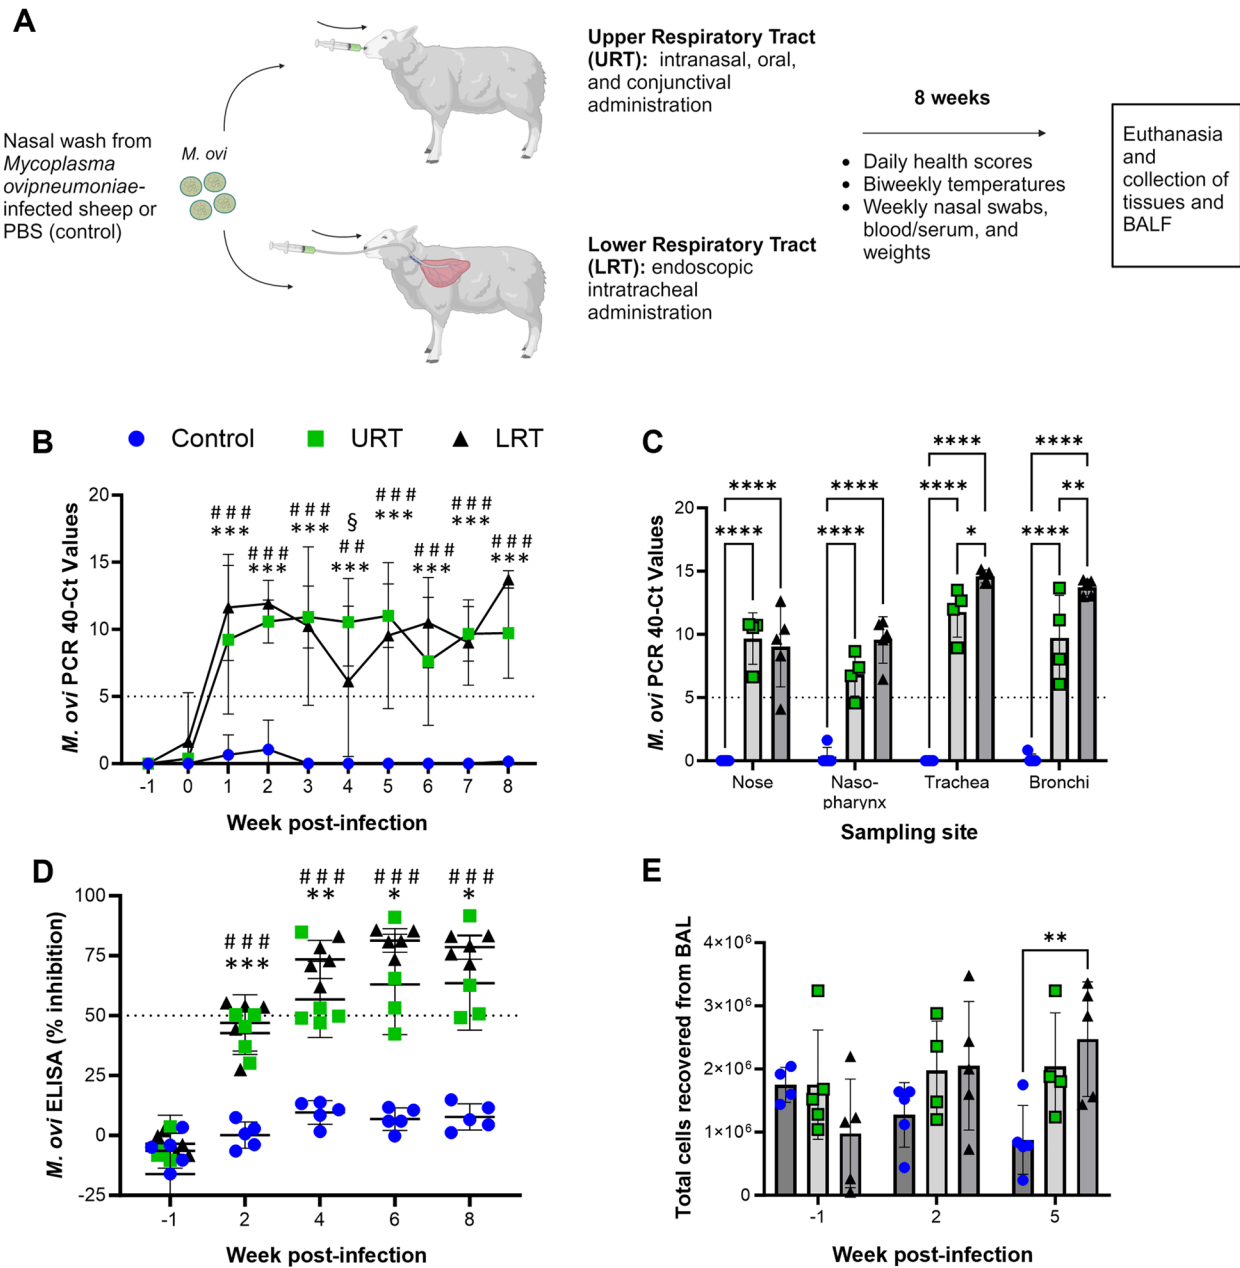 A
Nasal wash from
Mycoplasma
ovipneumoniae-
infected sheep or
PBS (control)
M. ovi
Upper Respiratory Tract
(URT): intranasal, oral,
and conjunctival
administration
Lower Respiratory Tract
(LRT): endoscopic
intratracheal
administration
8 weeks
• Daily health scores
• Biweekly temperatures
• Weekly nasal swabs,
blood/serum, and
weights
Euthanasia
and
collection of
tissues and
BALF
B
Control URT LRT
M. ovi PCR 40-Ct Values
20
15
10
5
0
### ### ### § ### ### ###
*** *** *** ## *** *** *** ***
***
-1 0 1 2 3 4 5 6 7 8
Week post-infection
C
M. ovi PCR 40-Ct Values
20
15
10
5
0
**** ****
**** **** **** **
**** **** * ****
Nose Naso- Trachea Bronchi
pharynx
Sampling site
D
M. ovi ELISA (% inhibition)
100
75
50
25
0
-25
### ### ###
** * *
###
***
-1 2 4 6 8
Week post-infection
E
Total cells recovered from BAL
4×10⁶
3×10⁶
2×10⁶
1×10⁶
0
**
-1 2 5
Week post-infection